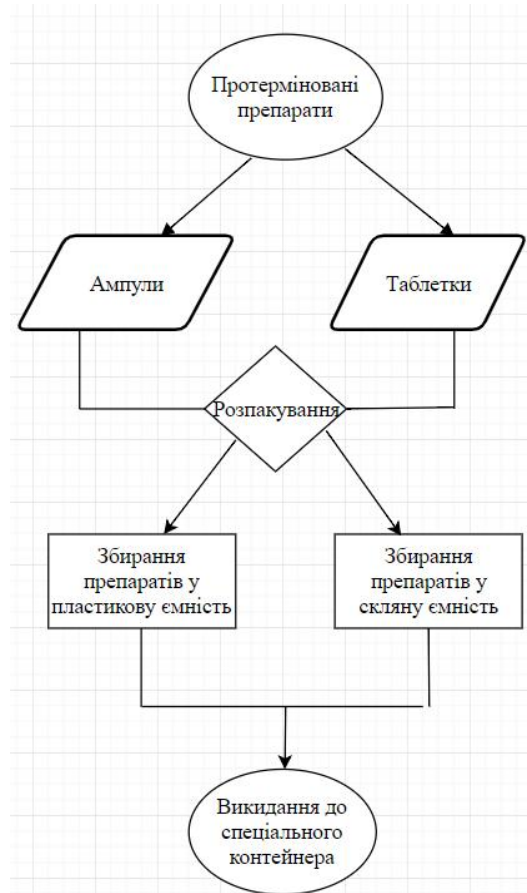 Протерміновані
препарати
Ампули
Таблетки
Розпакування
Збирання
препаратів у
пластикову ємність
Збирання
препаратів у
скляну ємність
Викидання до
спеціального
контейнера